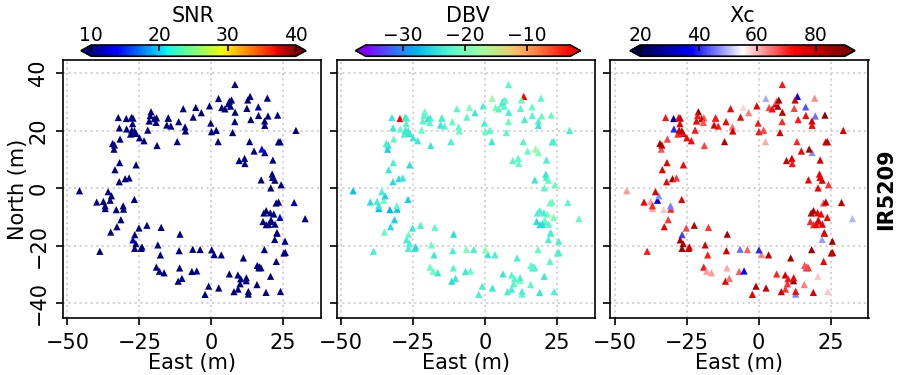 SNR DBV Xc
10 20 30 40 −30 −20 −10 20 40 60 80
40
20
0
−20
−40
North (m)
IR5209
−50 −25 0 25 −50 −25 0 25 −50 −25 0 25
East (m) East (m) East (m)